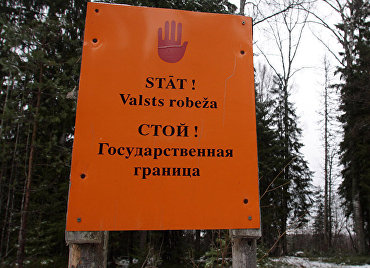 STĀT !
Valsts robeža
СТОЙ !
Государственная
граница